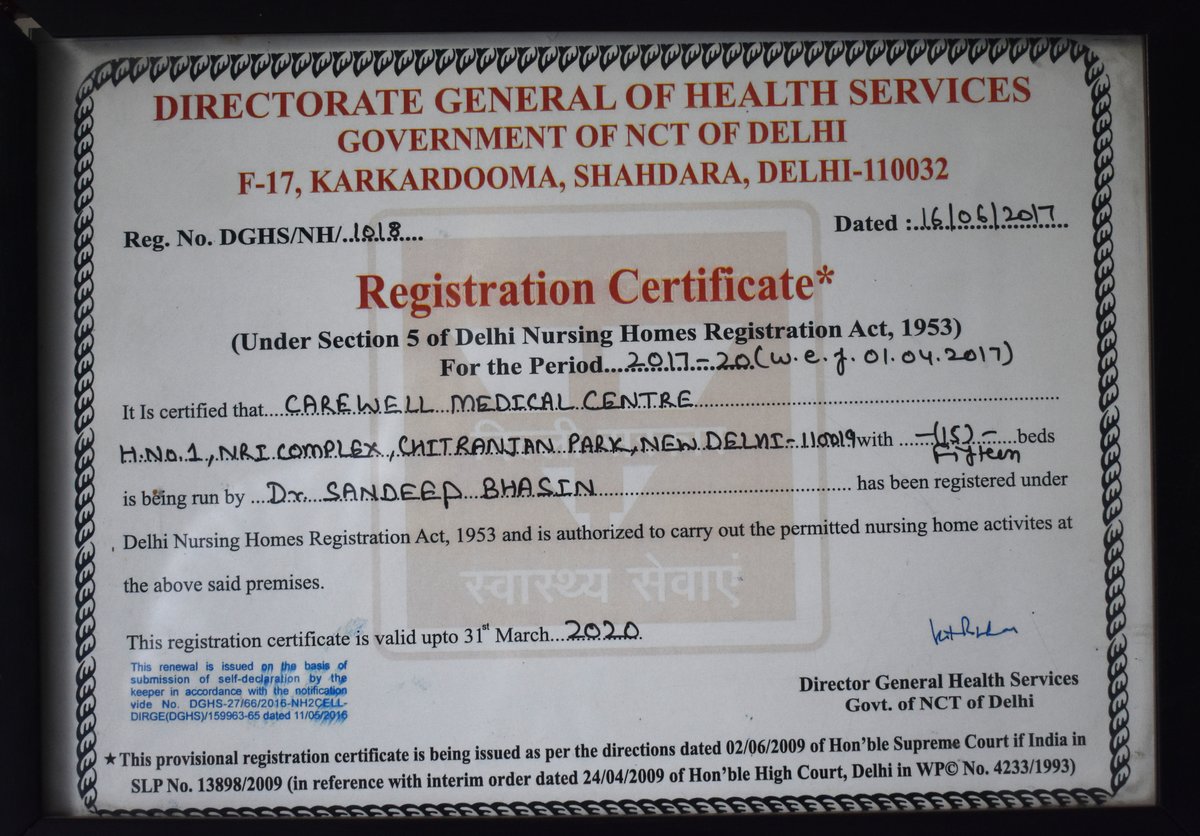 DIRECTORATE GENERAL OF HEALTH SERVICES
GOVERNMENT OF NCT OF DELHI
F-17, KARKARDOOMA, SHAHDARA, DELHI-110032
Reg. No. DGHS/NH/..1018....
Dated :.16/06/2017
Registration Certificate*
(Under Section 5 of Delhi Nursing Homes Registration Act, 1953)
For the Period...2017-20(w.e.f. 01.04.2017)
It Is certified that....CAREWELL MEDICAL CENTRE
H.No.1, NRI COMPLEX, CHITRANJAN PARK, NEW DELHI-110019 with ....-(15)-....beds
Fifteen
is being run by ...Dr. SANDEEP BHASIN has been registered under
Delhi Nursing Homes Registration Act, 1953 and is authorized to carry out the permitted nursing home activites at
the above said premises.
स्वास्थ्य सेवाएं
This registration certificate is valid upto 31st March...2020.
This renewal is issued on the basis of
submission of self-declaration by the
keeper in accordance with the notification
vide No. DGHS-27/66/2016-NH2CELL-
DIRGE(DGHS)/159963-65 dated 11/05/2016
Director General Health Services
Govt. of NCT of Delhi
★This provisional registration certificate is being issued as per the directions dated 02/06/2009 of Hon'ble Supreme Court if India in
SLP No. 13898/2009 (in reference with interim order dated 24/04/2009 of Hon'ble High Court, Delhi in WP© No. 4233/1993)